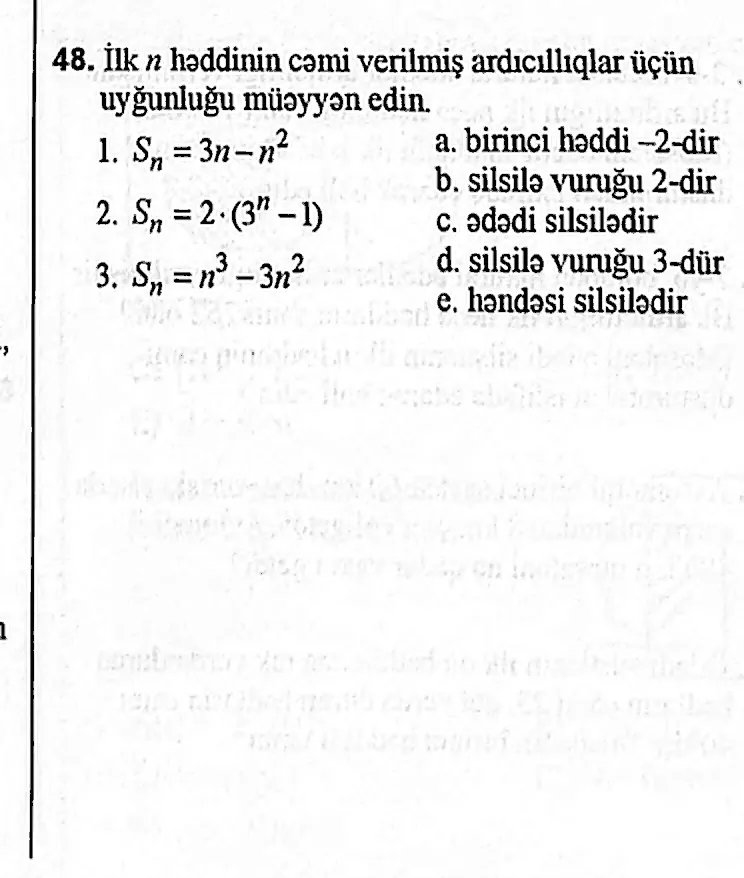 48. İlk n həddinin cəmi verilmiş ardıcıllıqlar üçün
uyğunluğu müəyyən edin.
1. Sₙ = 3n – n²
2. Sₙ = 2·(3ⁿ – 1)
3. Sₙ = n³ – 3n²
a. birinci həddi –2-dir
b. silsilə vuruğu 2-dir
c. ədədi silsilədir
d. silsilə vuruğu 3-dür
e. həndəsi silsilədir